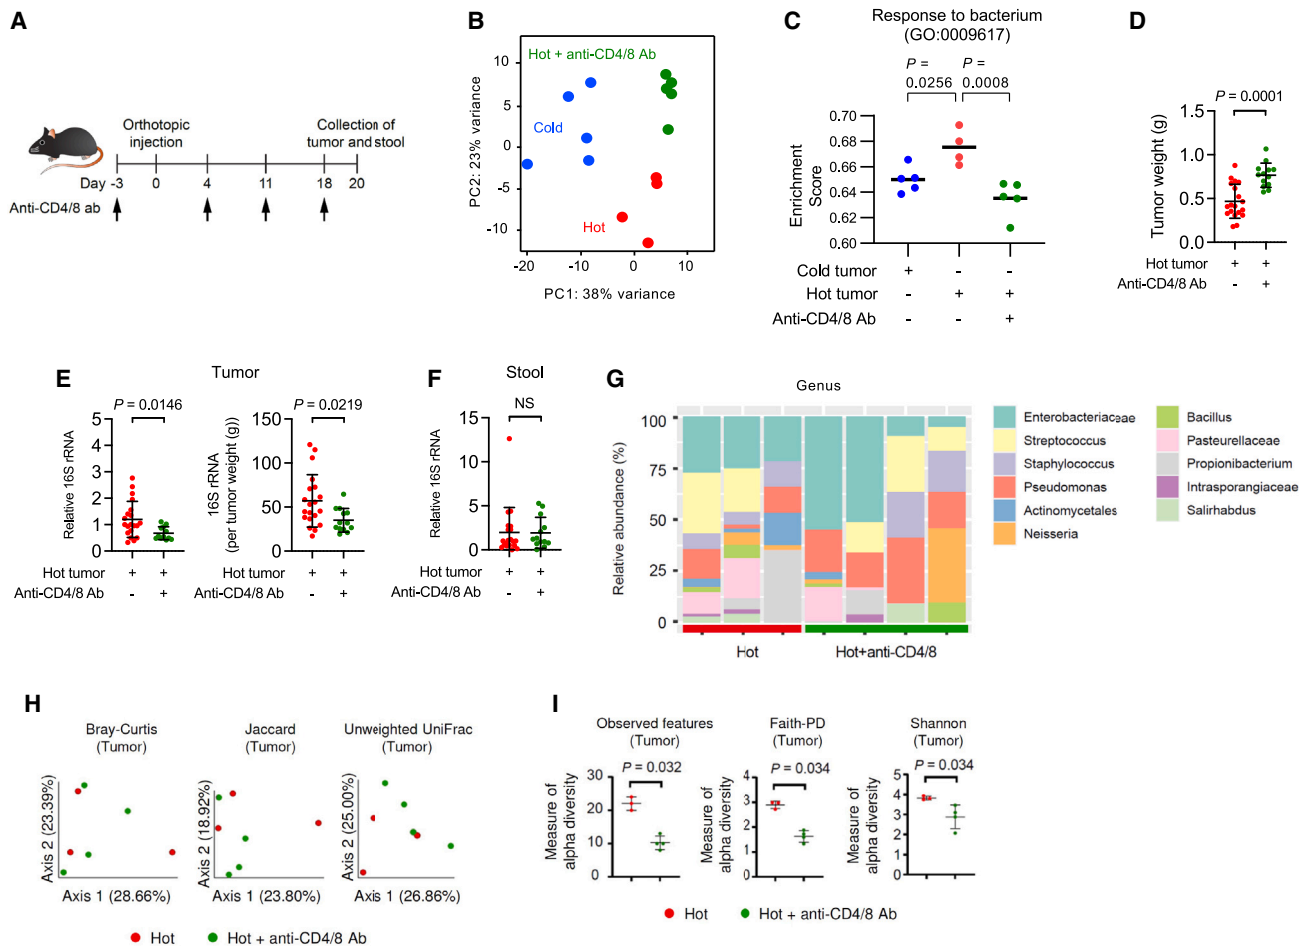 A
Orthotopic
injection
Collection of
tumor and stool
Day -3 0 4 11 18 20
Anti-CD4/8 ab
B
Hot + anti-CD4/8 Ab
Cold
Hot
PC2: 23% variance
10
5
0
-5
-10
-20 -10 0 10
PC1: 38% variance
C
Response to bacterium
(GO:0009617)
P = P =
0.0256 0.0008
Enrichment
Score
0.70
0.68
0.66
0.64
0.62
0.60
Cold tumor + - -
Hot tumor - + +
Anti-CD4/8 Ab - - +
D
P = 0.0001
Tumor weight (g)
1.5
1.0
0.5
0.0
Hot tumor + +
Anti-CD4/8 Ab - +
E
Tumor
P = 0.0146
Relative 16S rRNA
5
4
3
2
1
0
Hot tumor + +
Anti-CD4/8 Ab - +
P = 0.0219
16S rRNA
(per tumor weight (g))
150
100
50
0
Hot tumor + +
Anti-CD4/8 Ab - +
F
Stool
NS
Relative 16S rRNA
15
10
5
0
Hot tumor + +
Anti-CD4/8 Ab - +
G
Genus
Relative abundance (%)
100
75
50
25
0
Hot Hot+anti-CD4/8
Enterobacteriaceae
Streptococcus
Staphylococcus
Pseudomonas
Actinomycetales
Neisseria
Bacillus
Pasteurellaceae
Propionibacterium
Intrasporangiaceae
Salirhabdus
H
Bray-Curtis
(Tumor)
Axis 2 (23.39%)
Axis 1 (28.66%)
Jaccard
(Tumor)
Axis 2 (18.92%)
Axis 1 (23.80%)
Unweighted UniFrac
(Tumor)
Axis 2 (25.00%)
Axis 1 (26.86%)
Hot Hot + anti-CD4/8 Ab
I
Observed features
(Tumor)
P = 0.032
Measure of
alpha diversity
30
20
10
0
Faith-PD
(Tumor)
P = 0.034
Measure of
alpha diversity
4
3
2
1
0
Shannon
(Tumor)
P = 0.034
Measure of
alpha diversity
5
4
3
2
1
0
Hot Hot + anti-CD4/8 Ab